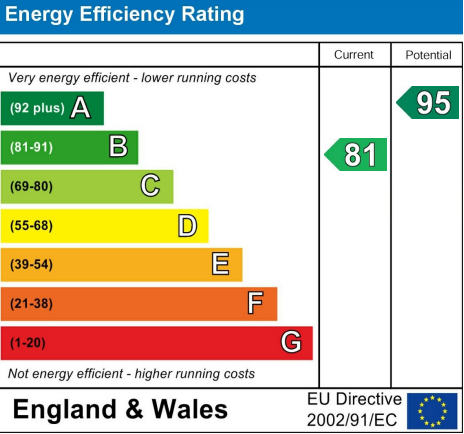 Energy Efficiency Rating
Current Potential
Very energy efficient - lower running costs
(92 plus) A
95
(81-91) B
81
(69-80) C
(55-68) D
(39-54) E
(21-38) F
(1-20) G
Not energy efficient - higher running costs
England & Wales
EU Directive
2002/91/EC